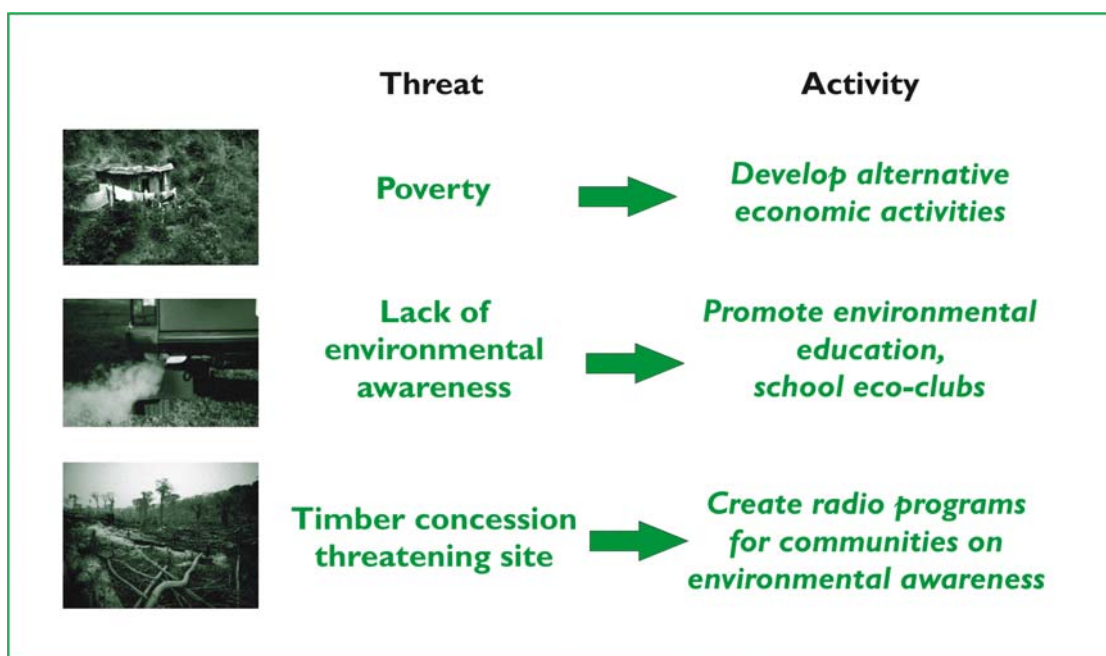 Threat
Activity
Poverty
Develop alternative
economic activities
Lack of
environmental
awareness
Promote environmental
education,
school eco-clubs
Timber concession
threatening site
Create radio programs
for communities on
environmental awareness